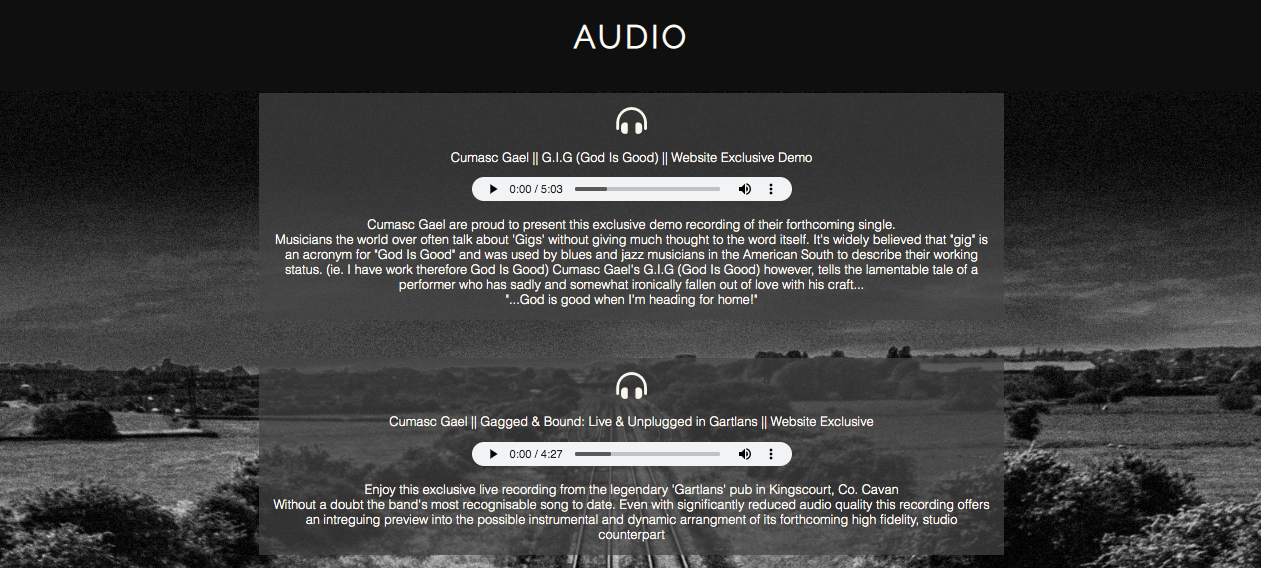 AUDIO
Cumasc Gael || G.I.G (God Is Good) || Website Exclusive Demo
0:00 / 5:03
Cumasc Gael are proud to present this exclusive demo recording of their forthcoming single.
Musicians the world over often talk about 'Gigs' without giving much thought to the word itself. It's widely believed that "gig" is
an acronym for "God Is Good" and was used by blues and jazz musicians in the American South to describe their working
status. (ie. I have work therefore God Is Good) Cumasc Gael's G.I.G (God Is Good) however, tells the lamentable tale of a
performer who has sadly and somewhat ironically fallen out of love with his craft...
"...God is good when I'm heading for home!"
Cumasc Gael || Gagged & Bound: Live & Unplugged in Gartlans || Website Exclusive
0:00 / 4:27
Enjoy this exclusive live recording from the legendary 'Gartlans' pub in Kingscourt, Co. Cavan
Without a doubt the band's most recognisable song to date. Even with significantly reduced audio quality this recording offers
an intreguing preview into the possible instrumental and dynamic arrangment of its forthcoming high fidelity, studio
counterpart